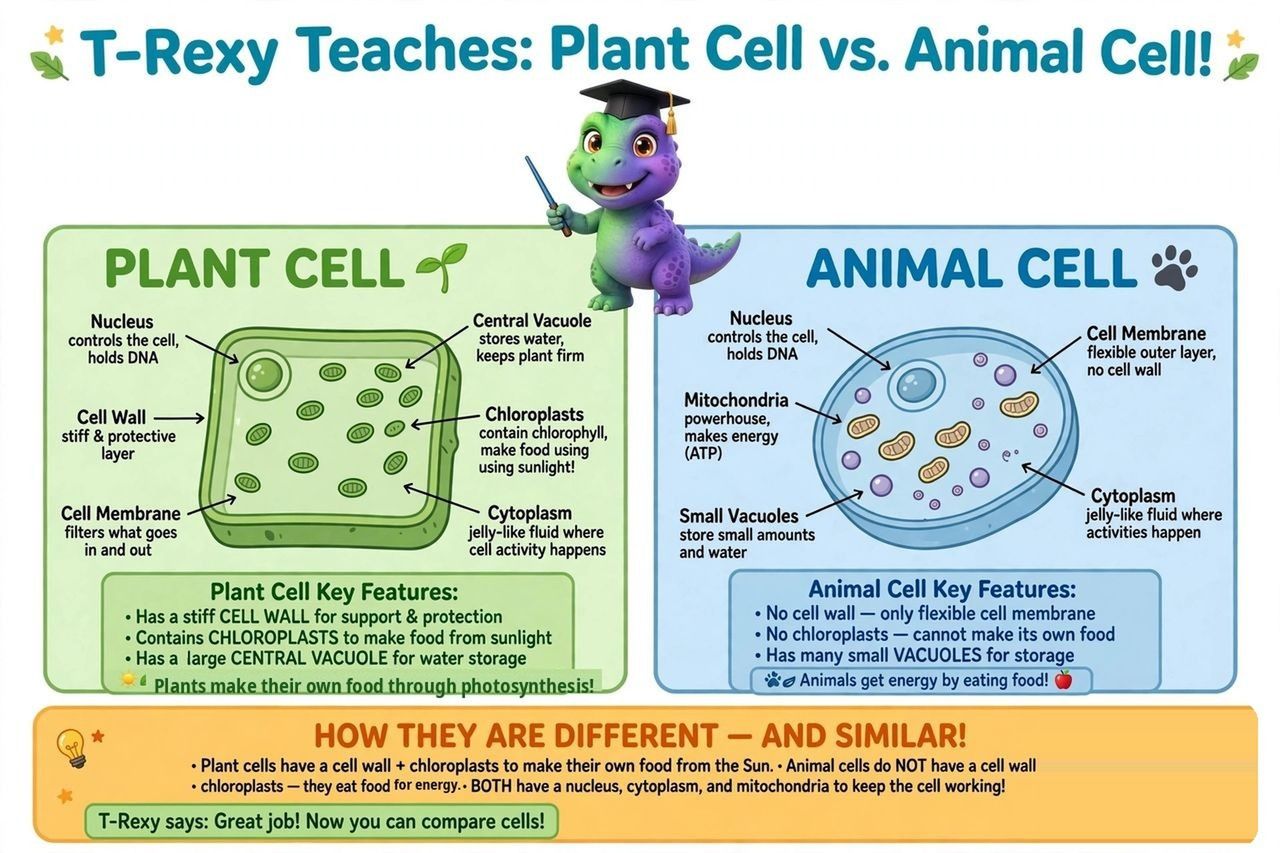 T-Rexy Teaches: Plant Cell vs. Animal Cell!
PLANT CELL
Nucleus
controls the cell,
holds DNA
Central Vacuole
stores water,
keeps plant firm
Cell Wall
stiff & protective
layer
Chloroplasts
contain chlorophyll,
make food using
using sunlight!
Cell Membrane
filters what goes
in and out
Cytoplasm
jelly-like fluid where
cell activity happens
Plant Cell Key Features:
• Has a stiff CELL WALL for support & protection
• Contains CHLOROPLASTS to make food from sunlight
• Has a large CENTRAL VACUOLE for water storage
Plants make their own food through photosynthesis!
ANIMAL CELL
Nucleus
controls the cell,
holds DNA
Cell Membrane
flexible outer layer,
no cell wall
Mitochondria
powerhouse,
makes energy
(ATP)
Small Vacuoles
store small amounts
and water
Cytoplasm
jelly-like fluid where
activities happen
Animal Cell Key Features:
• No cell wall — only flexible cell membrane
• No chloroplasts — cannot make its own food
• Has many small VACUOLES for storage
Animals get energy by eating food!
HOW THEY ARE DIFFERENT — AND SIMILAR!
• Plant cells have a cell wall + chloroplasts to make their own food from the Sun. • Animal cells do NOT have a cell wall
• chloroplasts — they eat food for energy. • BOTH have a nucleus, cytoplasm, and mitochondria to keep the cell working!
T-Rexy says: Great job! Now you can compare cells!